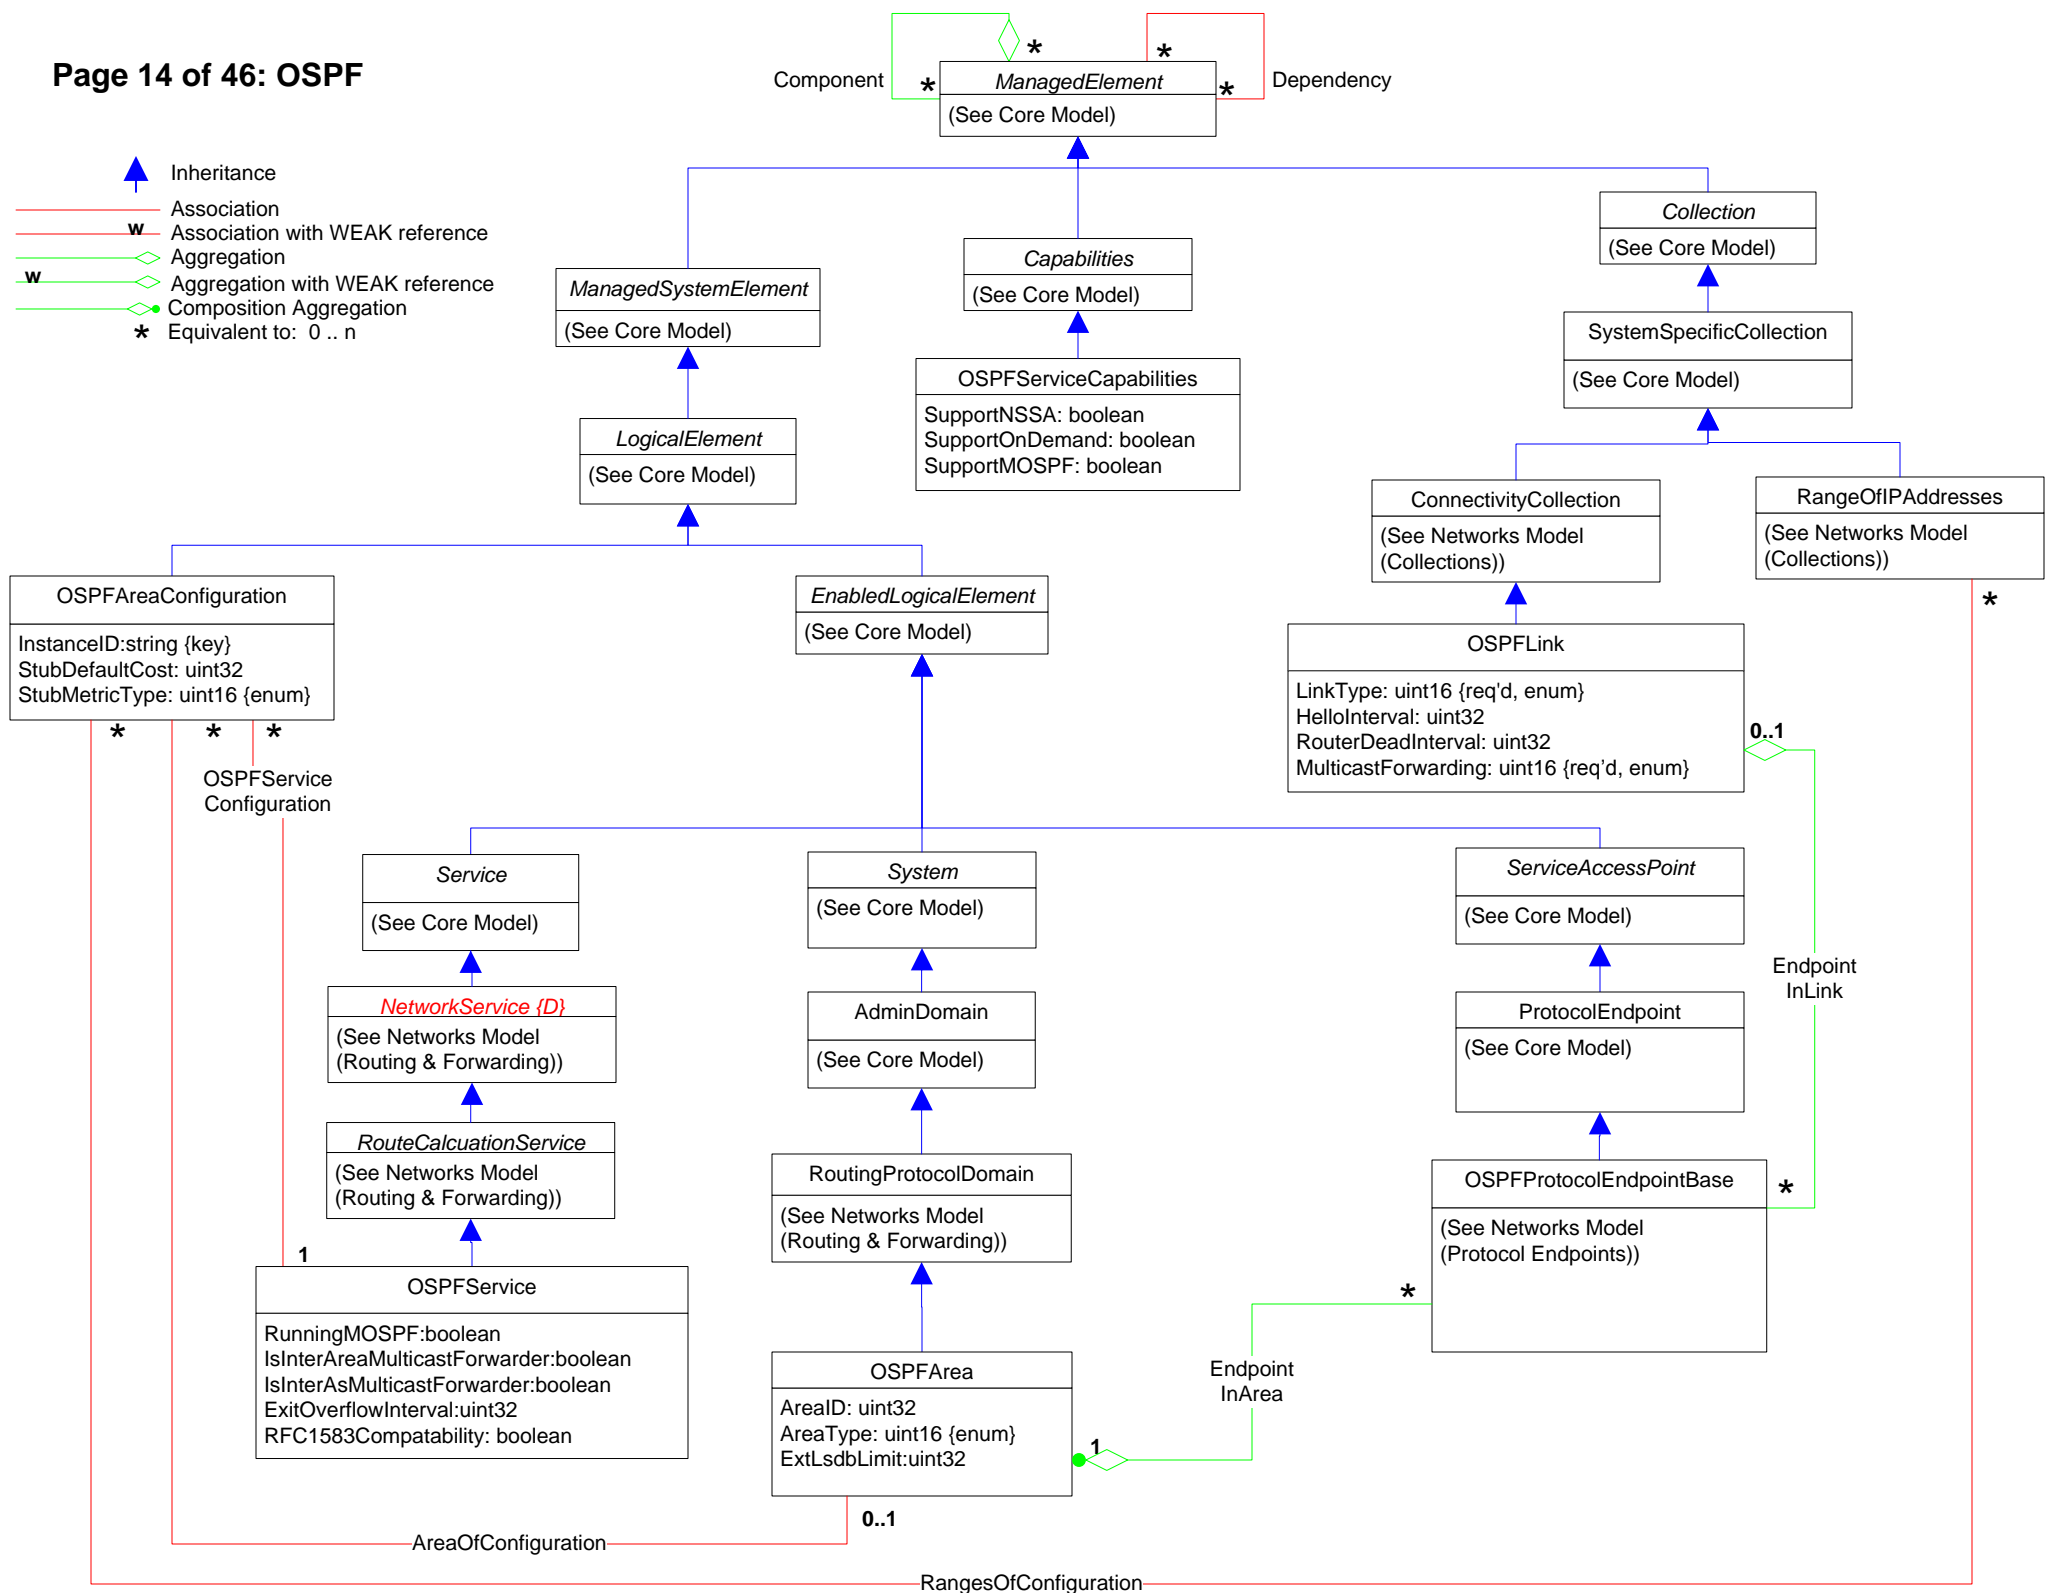 Page 14 of 46: OSPF
Component
*
*
*
*
Dependency
ManagedElement
(See Core Model)
Inheritance
Association
w
Association with WEAK reference
Aggregation
w
Aggregation with WEAK reference
Composition Aggregation
*
Equivalent to: 0 .. n
Collection
(See Core Model)
Capabilities
(See Core Model)
ManagedSystemElement
(See Core Model)
SystemSpecificCollection
(See Core Model)
OSPFServiceCapabilities
SupportNSSA: boolean
SupportOnDemand: boolean
SupportMOSPF: boolean
LogicalElement
(See Core Model)
ConnectivityCollection
(See Networks Model
(Collections))
RangeOfIPAddresses
(See Networks Model
(Collections))
*
OSPFAreaConfiguration
InstanceID:string {key}
StubDefaultCost: uint32
StubMetricType: uint16 {enum}
*
*
*
EnabledLogicalElement
(See Core Model)
OSPFLink
LinkType: uint16 {req'd, enum}
HelloInterval: uint32
RouterDeadInterval: uint32
MulticastForwarding: uint16 {req’d, enum}
0..1
OSPFService
Configuration
Service
(See Core Model)
System
(See Core Model)
ServiceAccessPoint
(See Core Model)
Endpoint
InLink
NetworkService {D}
(See Networks Model
(Routing & Forwarding))
AdminDomain
(See Core Model)
ProtocolEndpoint
(See Core Model)
RouteCalcuationService
(See Networks Model
(Routing & Forwarding))
RoutingProtocolDomain
(See Networks Model
(Routing & Forwarding))
OSPFProtocolEndpointBase
(See Networks Model
(Protocol Endpoints))
*
*
1
OSPFService
RunningMOSPF:boolean
IsInterAreaMulticastForwarder:boolean
IsInterAsMulticastForwarder:boolean
ExitOverflowInterval:uint32
RFC1583Compatability: boolean
OSPFArea
AreaID: uint32
AreaType: uint16 {enum}
ExtLsdbLimit:uint32
1
Endpoint
InArea
0..1
AreaOfConfiguration
RangesOfConfiguration